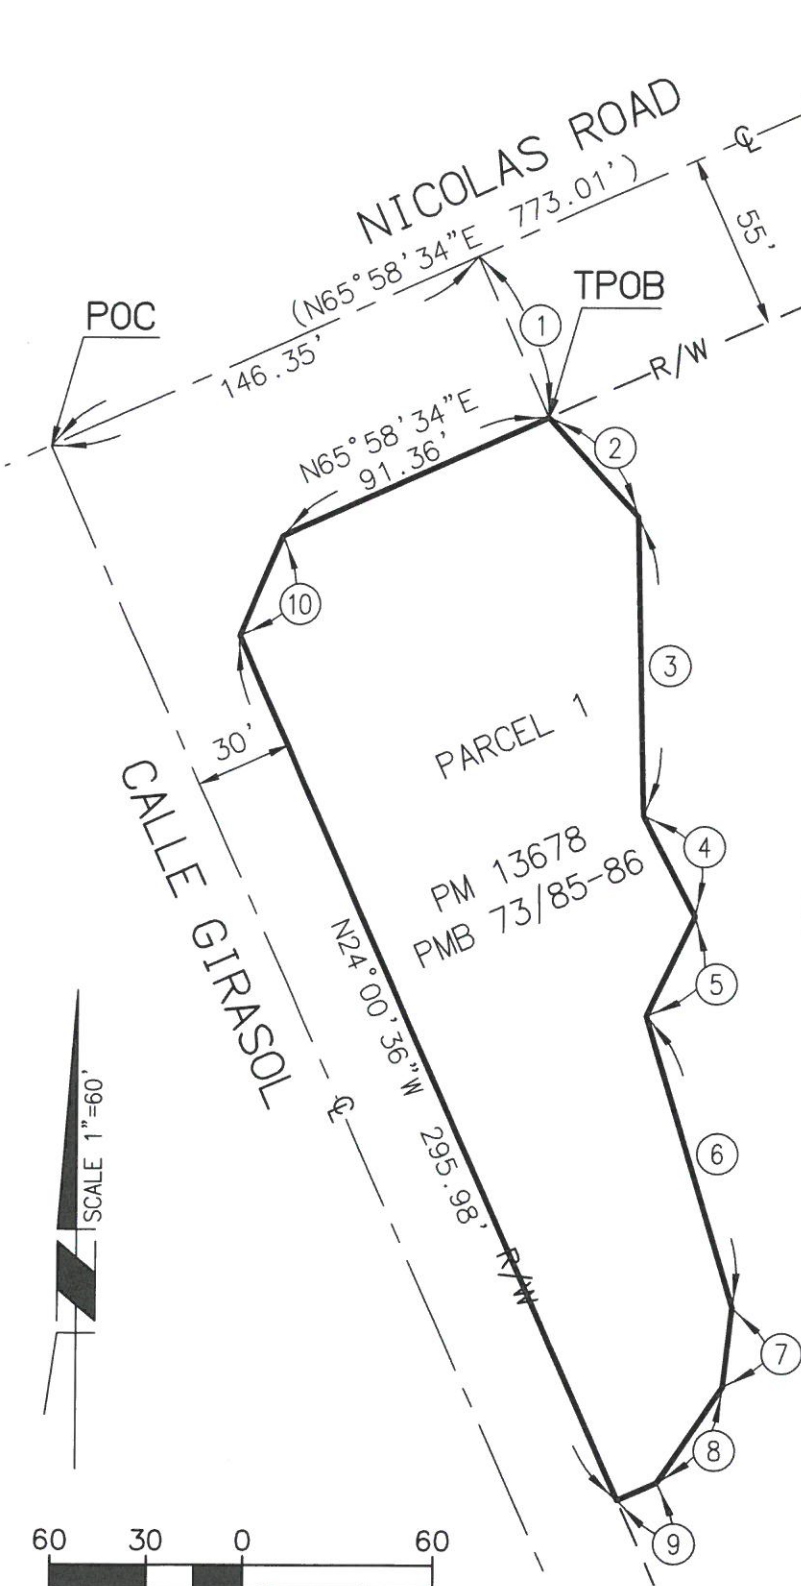 NICOLAS ROAD
℄
(N65°58'34"E 773.01')
55'
POC
146.35'
1
TPOB
R/W
N65°58'34"E
91.36'
2
10
3
30'
PARCEL 1
CALLE GIRASOL
PM 13678
PMB 73/85-86
4
5
N24°00'36"W 295.98' R/W
℄
SCALE 1"=60'
6
7
8
9
60 30 0 60